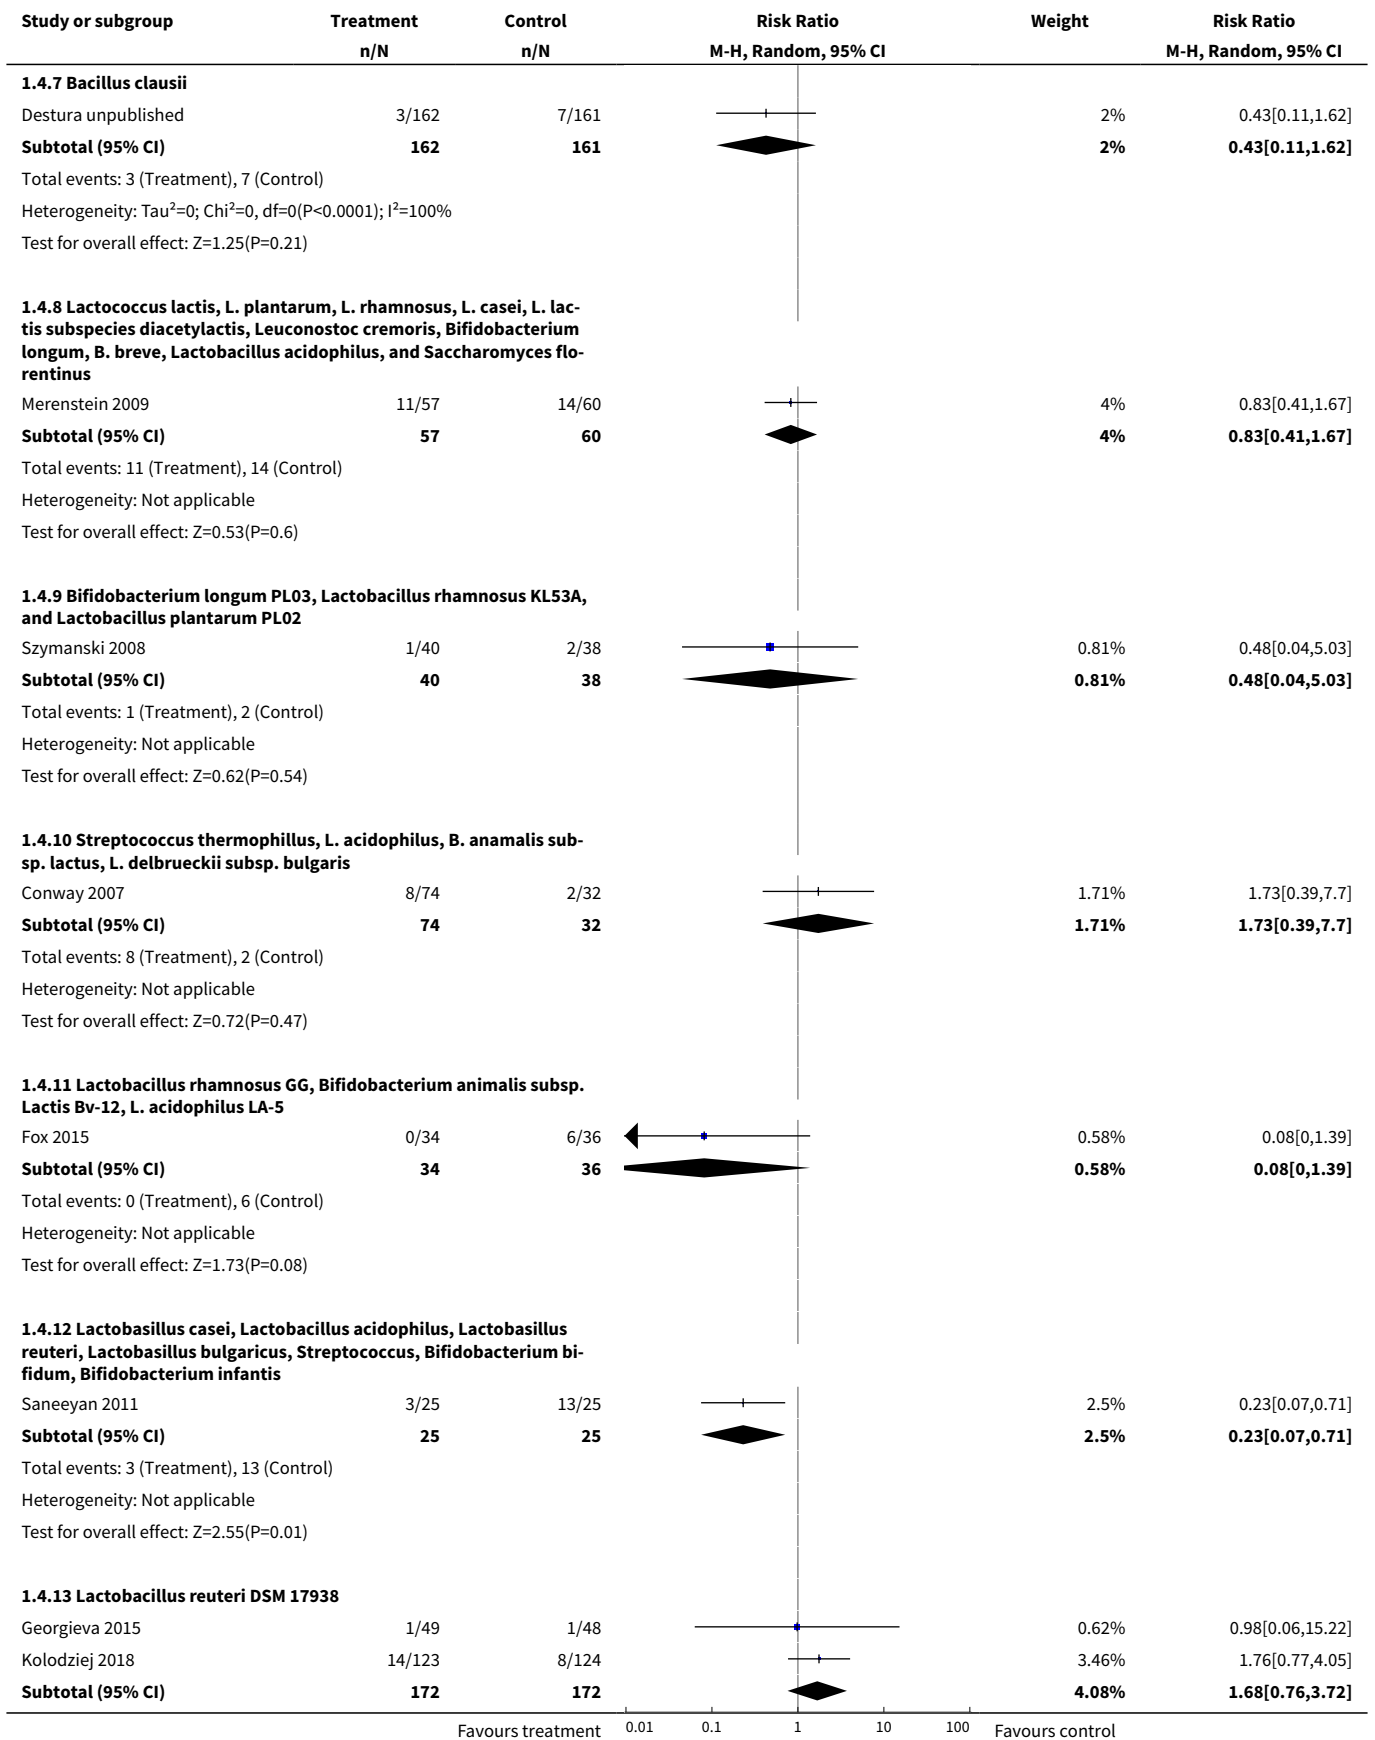 Study or subgroup Treatment Control Risk Ratio Weight Risk Ratio
n/N n/N M-H, Random, 95% CI M-H, Random, 95% CI
1.4.7 Bacillus clausii
Destura unpublished 3/162 7/161 2% 0.43[0.11,1.62]
Subtotal (95% CI) 162 161 2% 0.43[0.11,1.62]
Total events: 3 (Treatment), 7 (Control)
Heterogeneity: Tau²=0; Chi²=0, df=0(P<0.0001); I²=100%
Test for overall effect: Z=1.25(P=0.21)
1.4.8 Lactococcus lactis, L. plantarum, L. rhamnosus, L. casei, L. lac-
tis subspecies diacetylactis, Leuconostoc cremoris, Bifidobacterium
longum, B. breve, Lactobacillus acidophilus, and Saccharomyces flo-
rentinus
Merenstein 2009 11/57 14/60 4% 0.83[0.41,1.67]
Subtotal (95% CI) 57 60 4% 0.83[0.41,1.67]
Total events: 11 (Treatment), 14 (Control)
Heterogeneity: Not applicable
Test for overall effect: Z=0.53(P=0.6)
1.4.9 Bifidobacterium longum PL03, Lactobacillus rhamnosus KL53A,
and Lactobacillus plantarum PL02
Szymanski 2008 1/40 2/38 0.81% 0.48[0.04,5.03]
Subtotal (95% CI) 40 38 0.81% 0.48[0.04,5.03]
Total events: 1 (Treatment), 2 (Control)
Heterogeneity: Not applicable
Test for overall effect: Z=0.62(P=0.54)
1.4.10 Streptococcus thermophillus, L. acidophilus, B. anamalis sub-
sp. lactus, L. delbrueckii subsp. bulgaris
Conway 2007 8/74 2/32 1.71% 1.73[0.39,7.7]
Subtotal (95% CI) 74 32 1.71% 1.73[0.39,7.7]
Total events: 8 (Treatment), 2 (Control)
Heterogeneity: Not applicable
Test for overall effect: Z=0.72(P=0.47)
1.4.11 Lactobacillus rhamnosus GG, Bifidobacterium animalis subsp.
Lactis Bv-12, L. acidophilus LA-5
Fox 2015 0/34 6/36 0.58% 0.08[0,1.39]
Subtotal (95% CI) 34 36 0.58% 0.08[0,1.39]
Total events: 0 (Treatment), 6 (Control)
Heterogeneity: Not applicable
Test for overall effect: Z=1.73(P=0.08)
1.4.12 Lactobasillus casei, Lactobacillus acidophilus, Lactobasillus
reuteri, Lactobasillus bulgaricus, Streptococcus, Bifidobacterium bi-
fidum, Bifidobacterium infantis
Saneeyan 2011 3/25 13/25 2.5% 0.23[0.07,0.71]
Subtotal (95% CI) 25 25 2.5% 0.23[0.07,0.71]
Total events: 3 (Treatment), 13 (Control)
Heterogeneity: Not applicable
Test for overall effect: Z=2.55(P=0.01)
1.4.13 Lactobacillus reuteri DSM 17938
Georgieva 2015 1/49 1/48 0.62% 0.98[0.06,15.22]
Kolodziej 2018 14/123 8/124 3.46% 1.76[0.77,4.05]
Subtotal (95% CI) 172 172 4.08% 1.68[0.76,3.72]
Favours treatment 0.01 0.1 1 10 100 Favours control